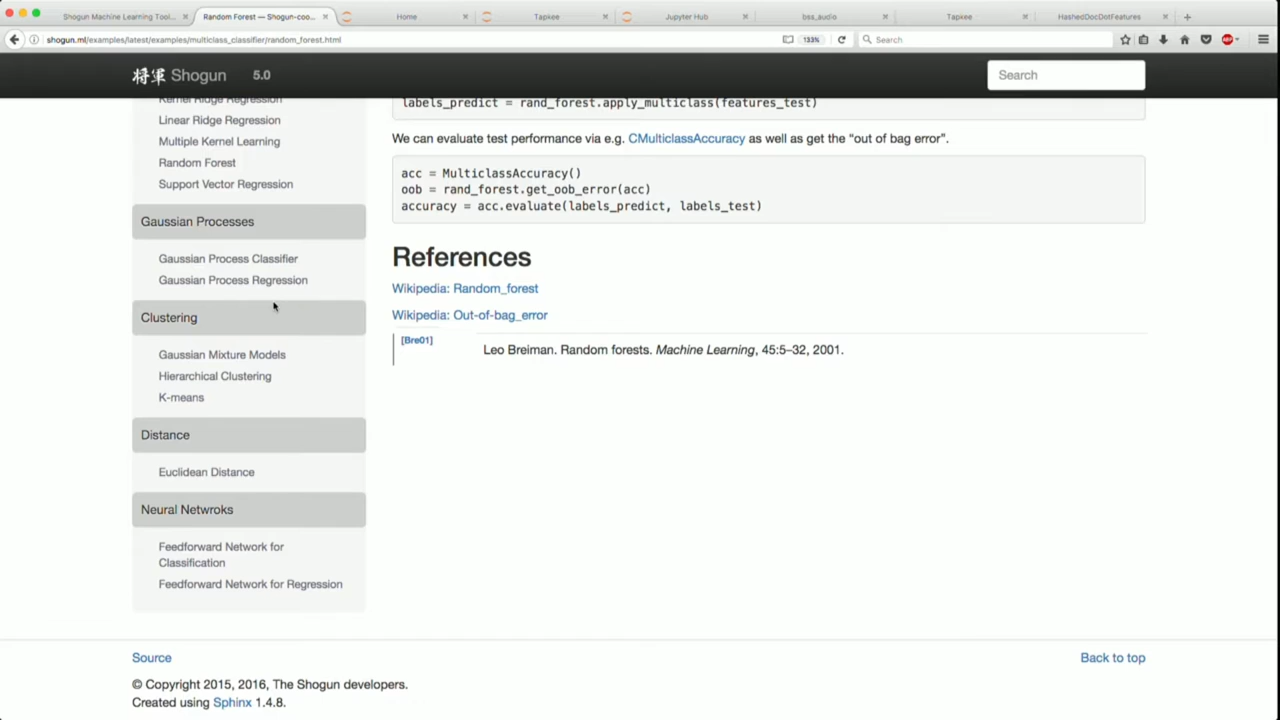 Shogun Machine Learning Tool...
Random Forest — Shogun-coo...
Home
Tapkee
Jupyter Hub
bss_audio
Tapkee
HashedDocDotFeatures
shogun.ml/examples/latest/examples/multiclass_classifier/random_forest.html
133%
Search
ABP
将軍 Shogun 5.0
Search
Kernel Ridge Regression
Linear Ridge Regression
Multiple Kernel Learning
Random Forest
Support Vector Regression
Gaussian Processes
Gaussian Process Classifier
Gaussian Process Regression
Clustering
Gaussian Mixture Models
Hierarchical Clustering
K-means
Distance
Euclidean Distance
Neural Netwroks
Feedforward Network for
Classification
Feedforward Network for Regression
labels_predict = rand_forest.apply_multiclass(features_test)
We can evaluate test performance via e.g. CMulticlassAccuracy as well as get the “out of bag error”.
acc = MulticlassAccuracy()
oob = rand_forest.get_oob_error(acc)
accuracy = acc.evaluate(labels_predict, labels_test)
References
Wikipedia: Random_forest
Wikipedia: Out-of-bag_error
[Bre01] Leo Breiman. Random forests. Machine Learning, 45:5–32, 2001.
Source
Back to top
© Copyright 2015, 2016, The Shogun developers.
Created using Sphinx 1.4.8.